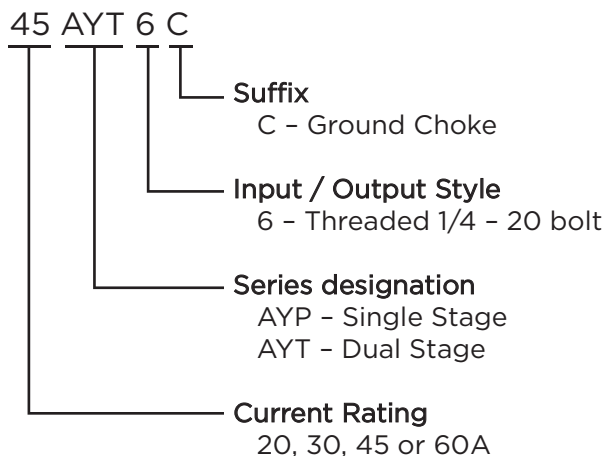 45 AYT 6 C
Suffix
C – Ground Choke
Input / Output Style
6 – Threaded 1/4 – 20 bolt
Series designation
AYP – Single Stage
AYT – Dual Stage
Current Rating
20, 30, 45 or 60A